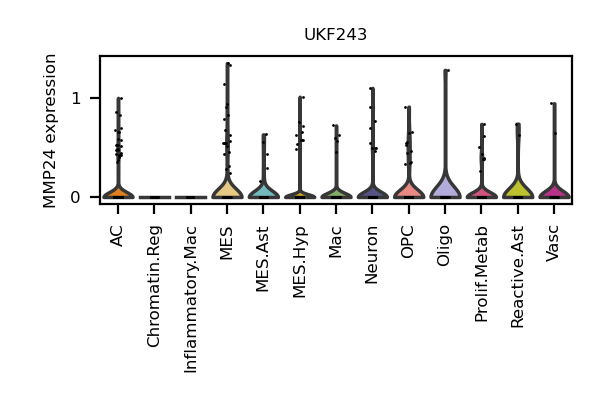 UKF243
MMP24 expression
1
0
AC
Chromatin.Reg
Inflammatory.Mac
MES
MES.Ast
MES.Hyp
Mac
Neuron
OPC
Oligo
Prolif.Metab
Reactive.Ast
Vasc